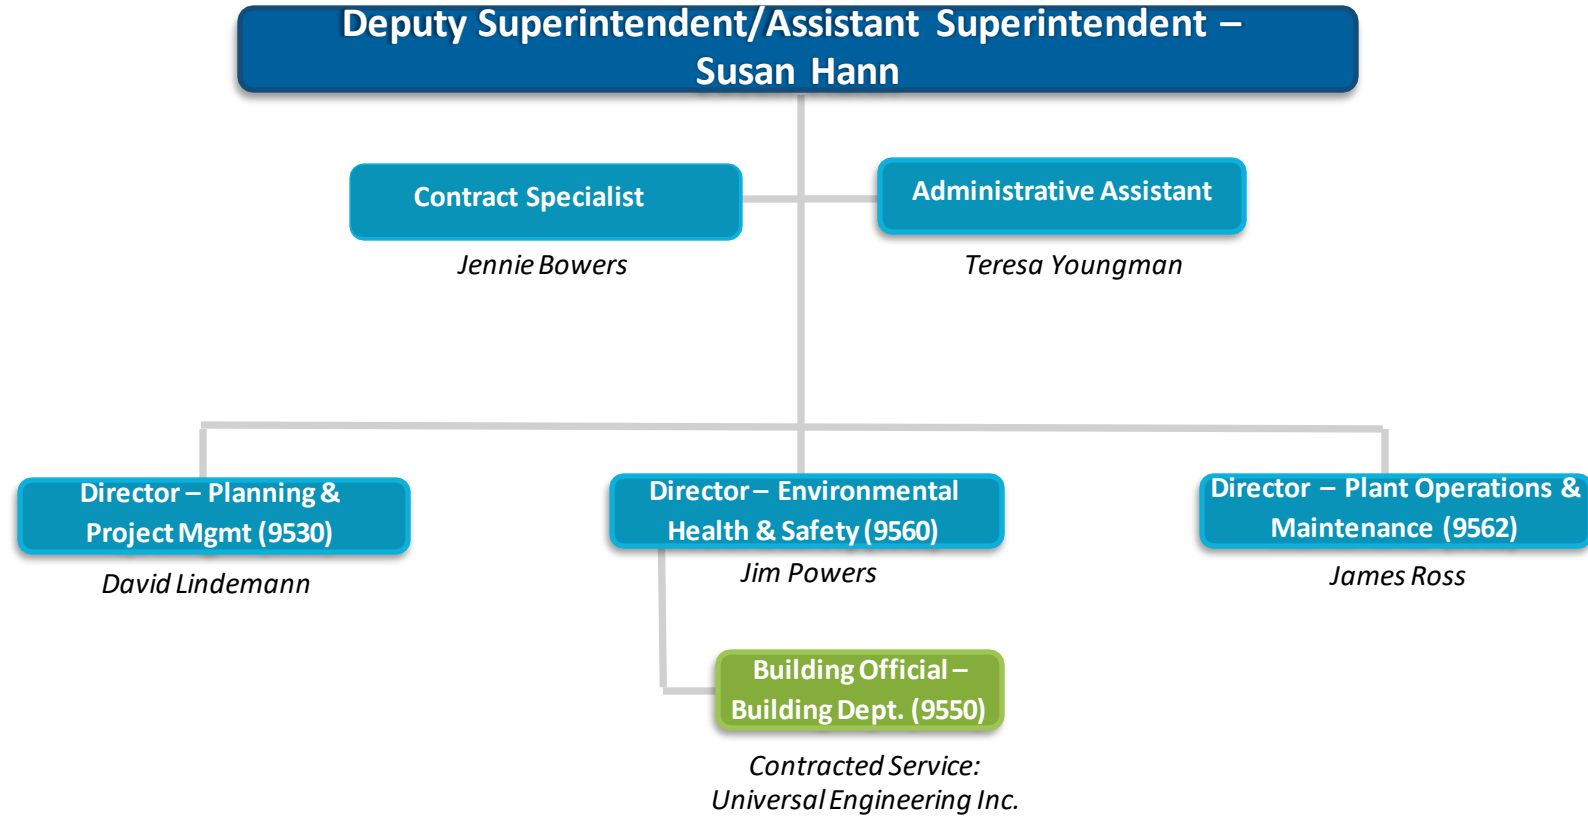 Deputy Superintendent/Assistant Superintendent –
Susan Hann
Contract Specialist
Jennie Bowers
Administrative Assistant
Teresa Youngman
Director – Planning &
Project Mgmt (9530)
David Lindemann
Director – Environmental
Health & Safety (9560)
Jim Powers
Director – Plant Operations &
Maintenance (9562)
James Ross
Building Official –
Building Dept. (9550)
Contracted Service:
Universal Engineering Inc.